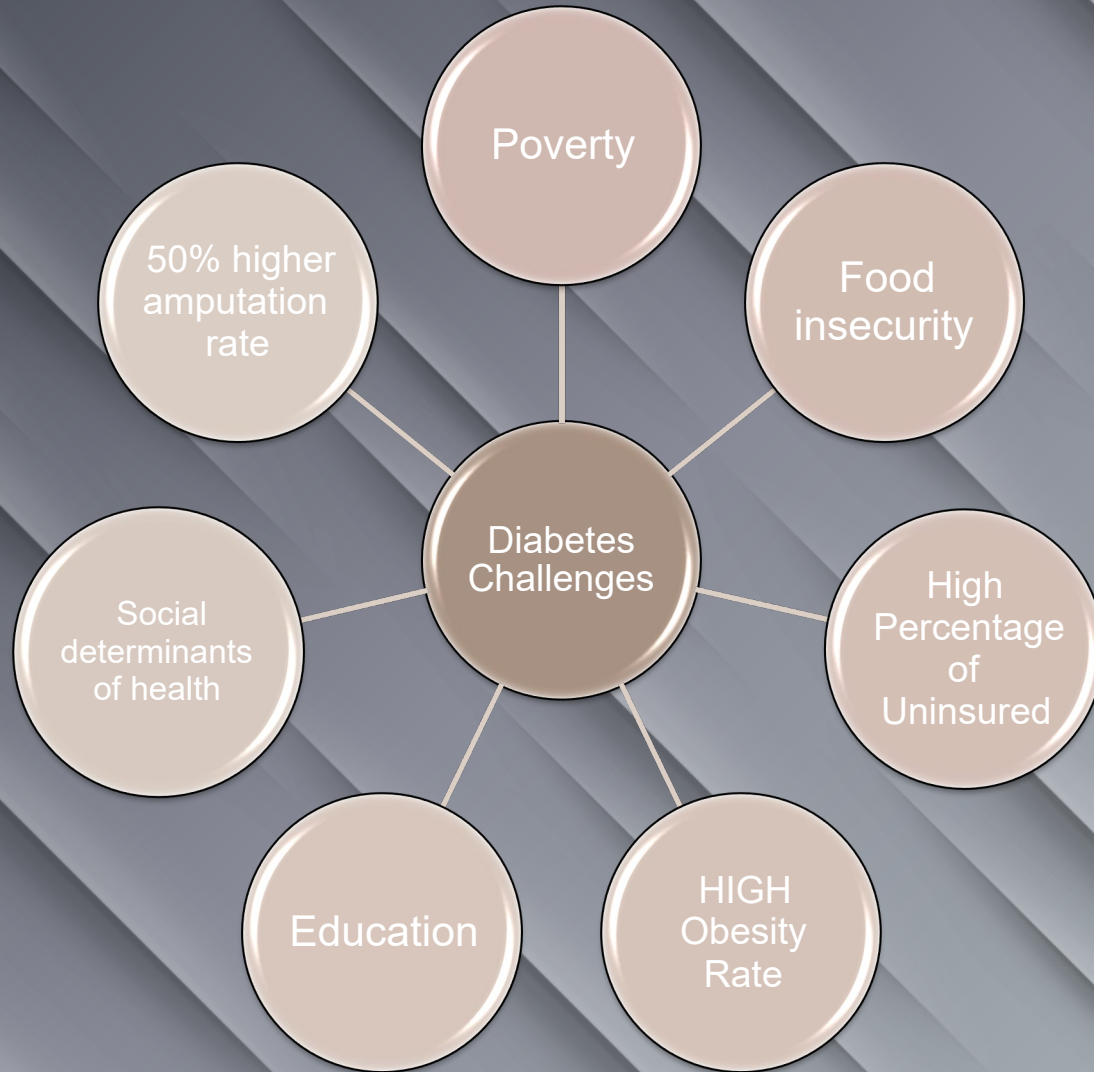 Poverty
Food
insecurity
High
Percentage
of
Uninsured
HIGH
Obesity
Rate
Education
Social
determinants
of health
50% higher
amputation
rate
Diabetes
Challenges